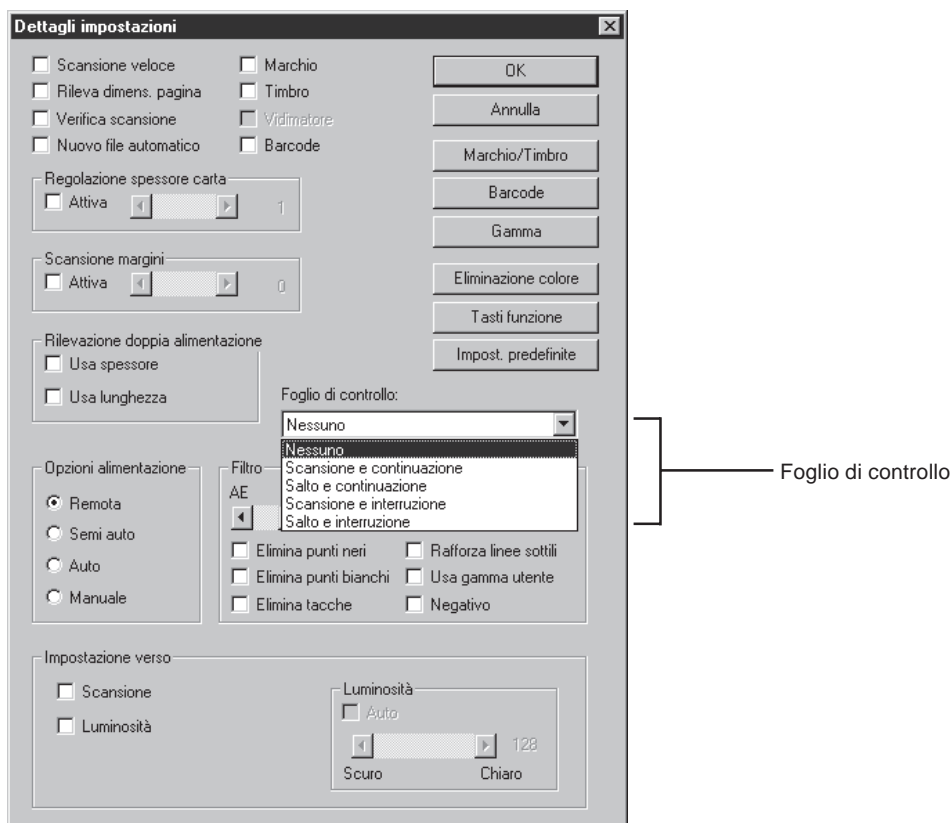 Dettagli impostazioni
Scansione veloce
Rileva dimens. pagina
Verifica scansione
Nuovo file automatico
Marchio
Timbro
Vidimatore
Barcode
OK
Annulla
Marchio/Timbro
Barcode
Gamma
Eliminazione colore
Tasti funzione
Impost. predefinite
Regolazione spessore carta
Attiva 1
Scansione margini
Attiva 0
Rilevazione doppia alimentazione
Usa spessore
Usa lunghezza
Foglio di controllo:
Nessuno
Nessuno
Scansione e continuazione
Salto e continuazione
Scansione e interruzione
Salto e interruzione
Foglio di controllo
Opzioni alimentazione
Remota
Semi auto
Auto
Manuale
Filtro
AE
Elimina punti neri
Elimina punti bianchi
Elimina tacche
Rafforza linee sottili
Usa gamma utente
Negativo
Impostazione verso
Scansione
Luminosità
Luminosità
Auto
128
Scuro Chiaro